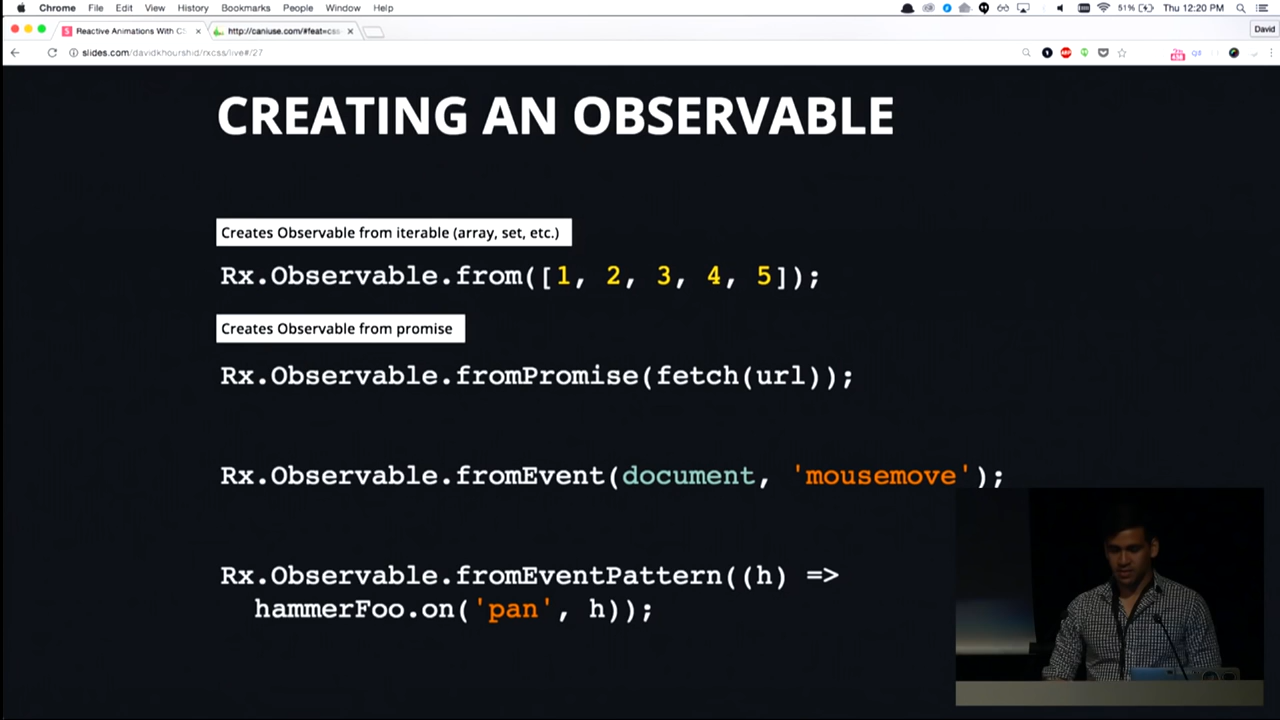 Chrome File Edit View History Bookmarks People Window Help 51% Thu 12:20 PM
Reactive Animations With CS × http://caniuse.com/#feat=css- × David
slides.com/davidkhourshid/rxcss/live#/27
CREATING AN OBSERVABLE
Creates Observable from iterable (array, set, etc.)
Rx.Observable.from([1, 2, 3, 4, 5]);
Creates Observable from promise
Rx.Observable.fromPromise(fetch(url));
Rx.Observable.fromEvent(document, 'mousemove');
Rx.Observable.fromEventPattern((h) =>
hammerFoo.on('pan', h));